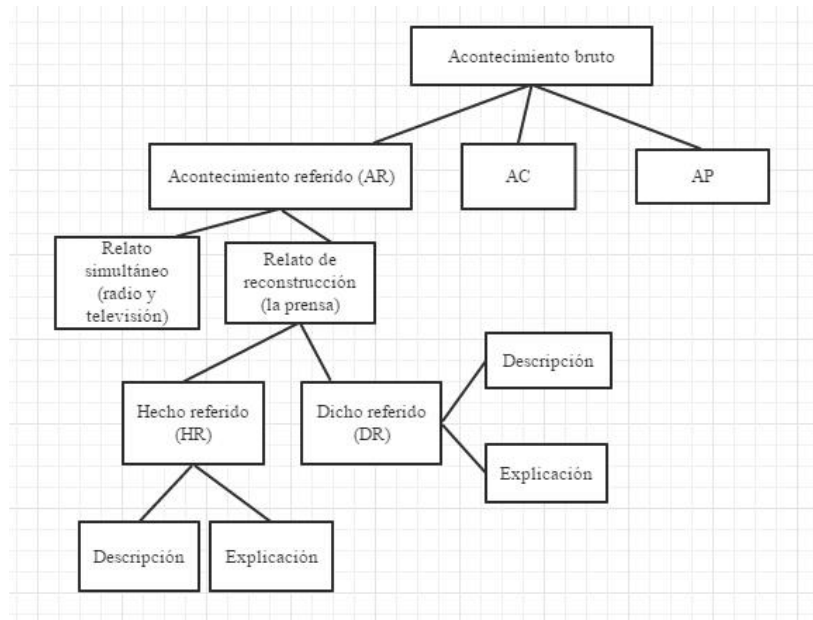 Acontecimiento bruto
Acontecimiento referido (AR)
AC
AP
Relato
simultáneo
(radio y
televisión)
Relato de
reconstrucción
(la prensa)
Hecho referido
(HR)
Dicho referido
(DR)
Descripción
Explicación
Descripción
Explicación